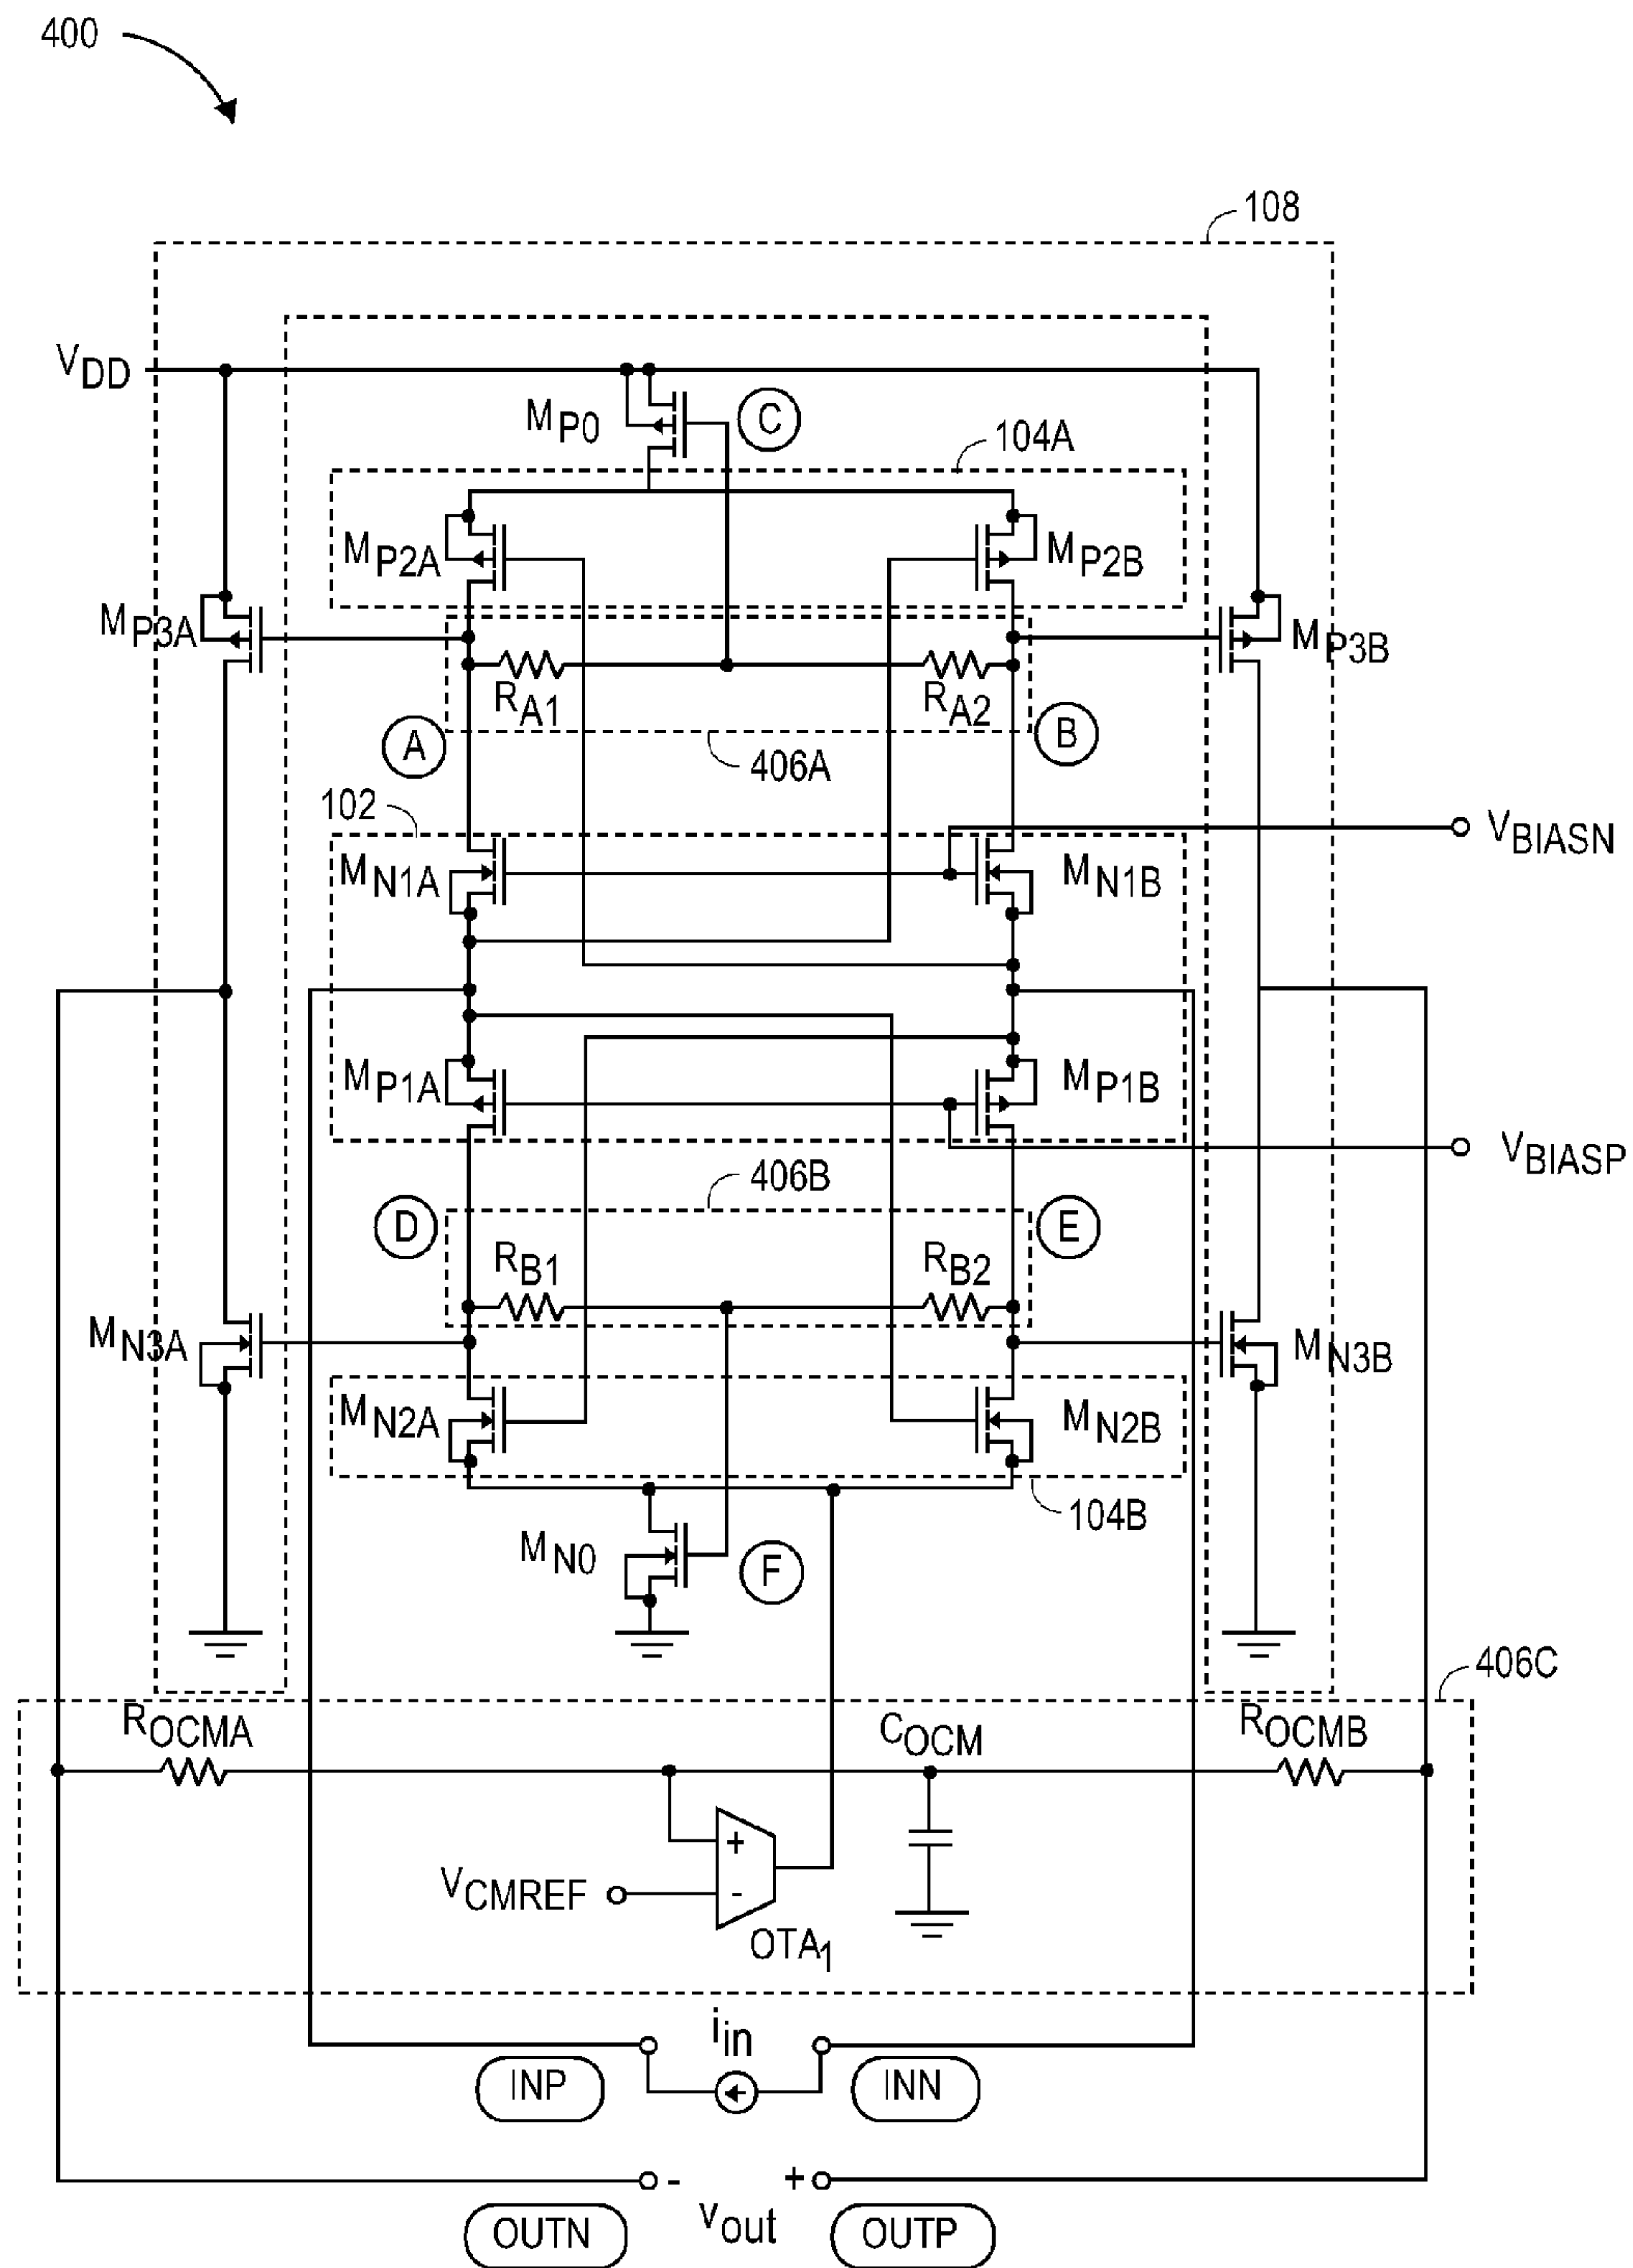 400
108
VDD
MP0
C
104A
MP2A
MP2B
MP3A
MP3B
RA1
RA2
A
B
406A
102
VBIASN
MN1A
MN1B
MP1A
MP1B
VBIASP
406B
D
E
RB1
RB2
MN3A
MN3B
MN2A
MN2B
104B
MN0
F
406C
ROCMA
COCM
ROCMB
+
VCMREF
-
OTA1
iin
INP
INN
- vout +
OUTN
OUTP